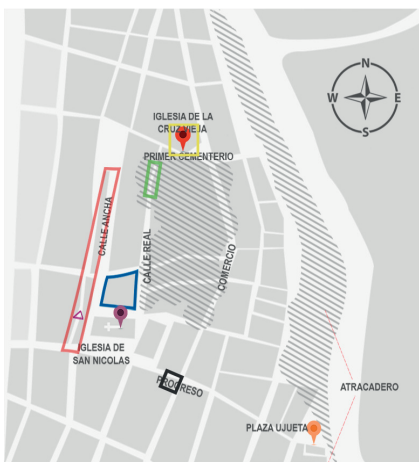 N
W E
S
IGLESIA DE LA
CRUZ VIEJA
PRIMER CEMENTERIO
CALLE ANCHA
CALLE REAL
COMERCIO
IGLESIA DE
SAN NICOLAS
PROGRESO
ATRACADERO
PLAZA UJUETA